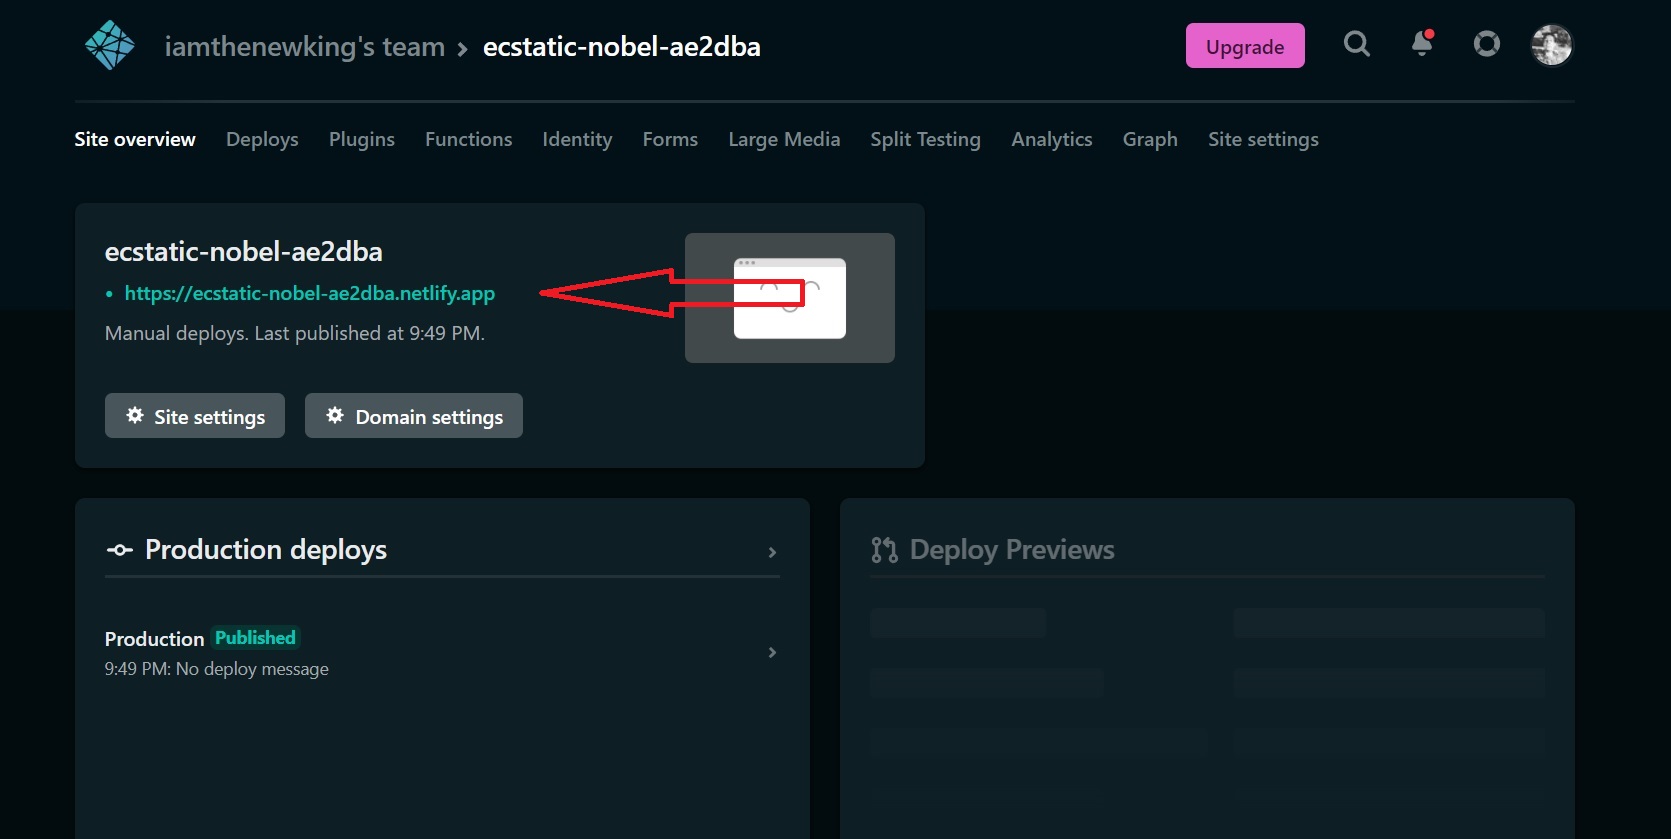 iamthenewking's team > ecstatic-nobel-ae2dba
Upgrade
Site overview Deploys Plugins Functions Identity Forms Large Media Split Testing Analytics Graph Site settings
ecstatic-nobel-ae2dba
• https://ecstatic-nobel-ae2dba.netlify.app
Manual deploys. Last published at 9:49 PM.
Site settings Domain settings
Production deploys
Production Published
9:49 PM: No deploy message
Deploy Previews